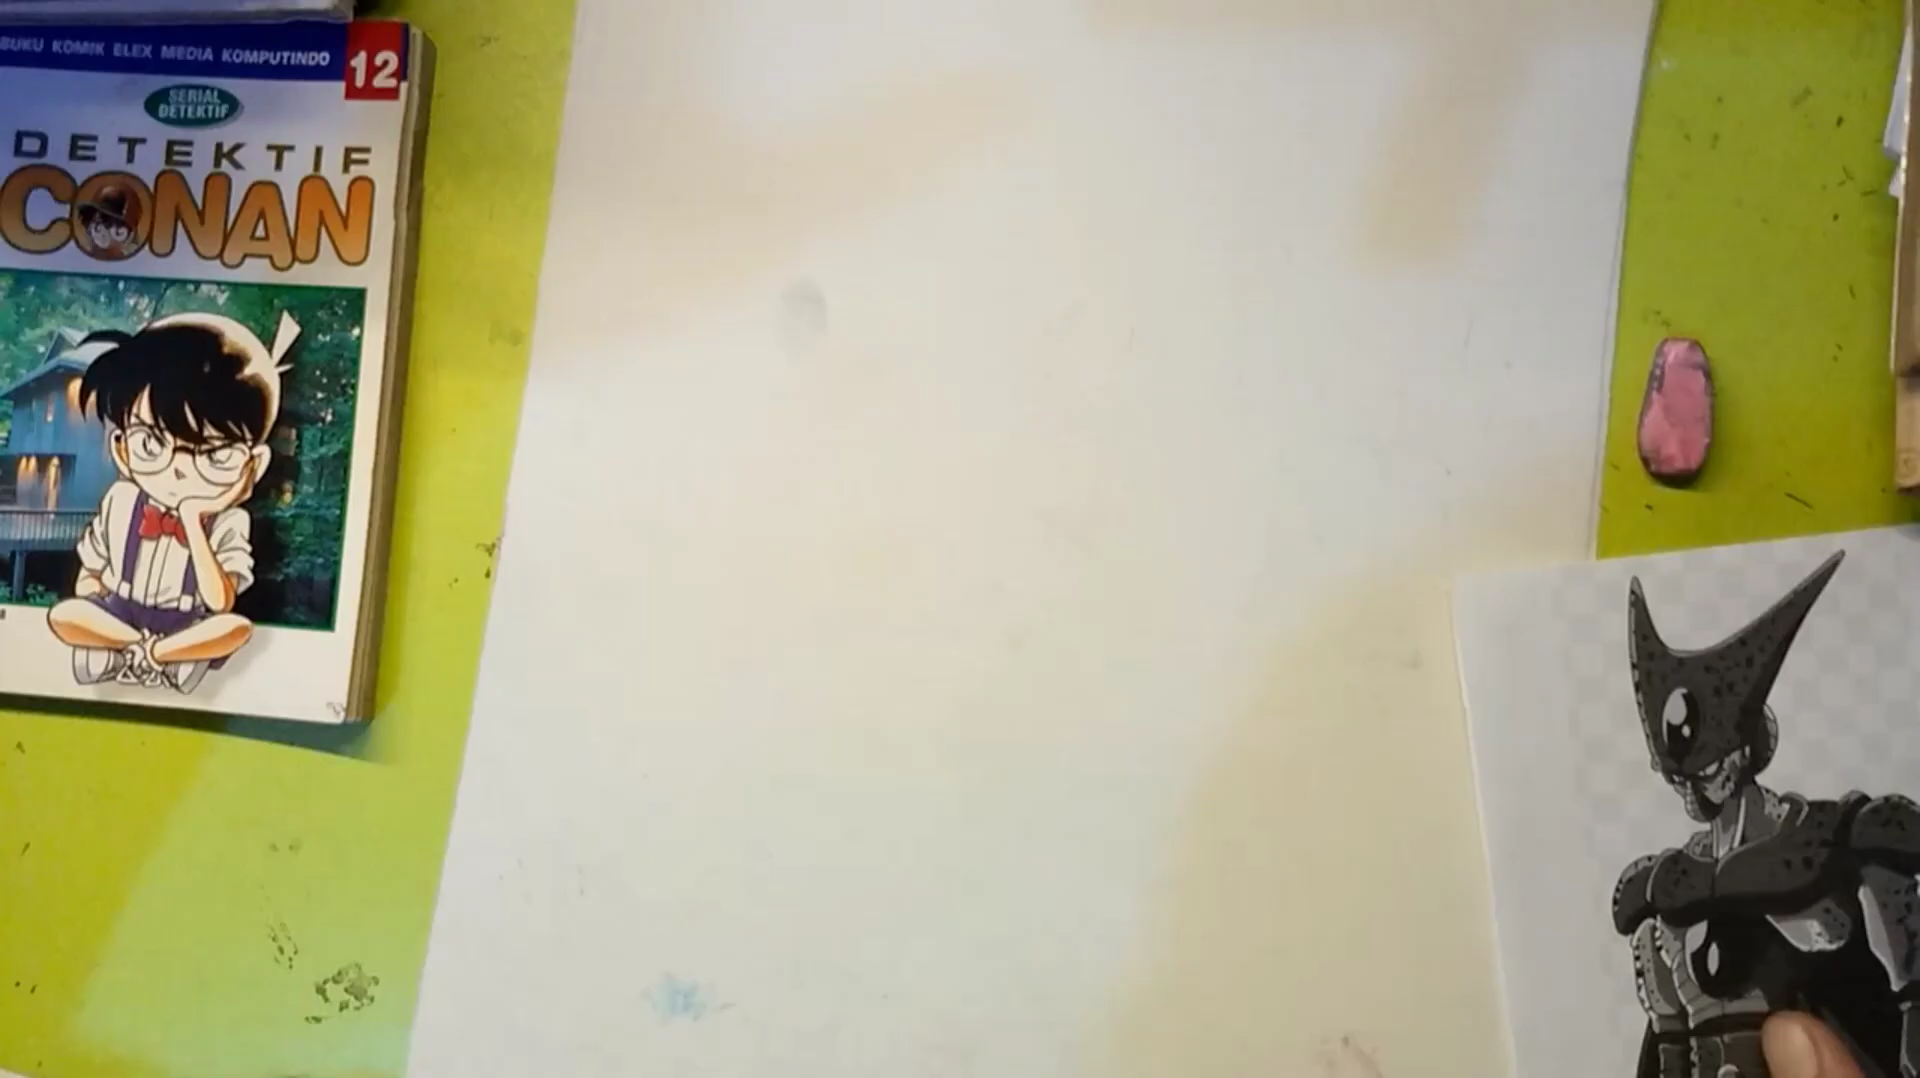 BUKU KOMIK ELEX MEDIA KOMPUTINDO
12
SERIAL
DETEKTIF
DETEKTIF
CONAN